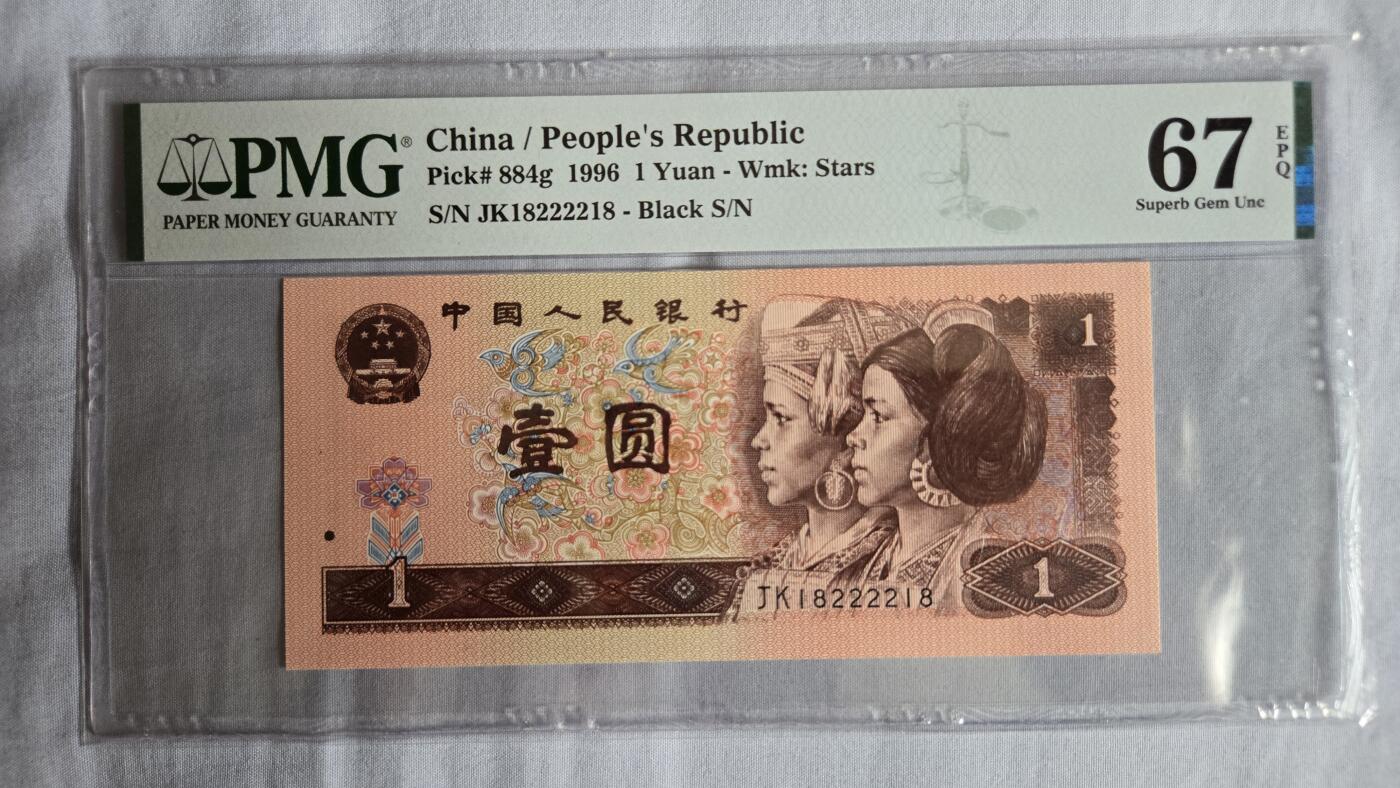 PMG®
PAPER MONEY GUARANTY
China / People's Republic
Pick# 884g 1996 1 Yuan - Wmk: Stars
S/N JK18222218 - Black S/N
67
EPQ
Superb Gem Unc
中国人民银行
1
壹圆
1
JK18222218
1